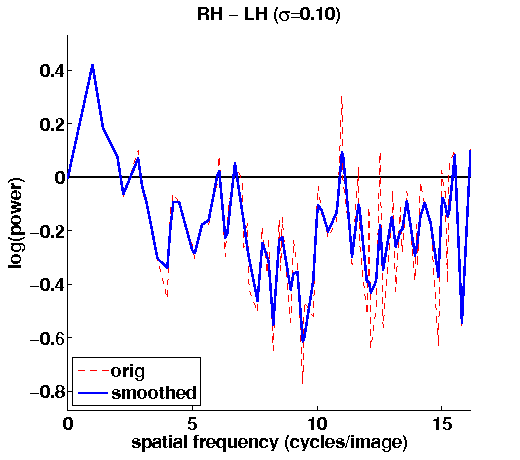 RH − LH (σ=0.10)
0.4
0.2
0
−0.2
−0.4
−0.6
−0.8
log(power)
orig
smoothed
0 5 10 15
spatial frequency (cycles/image)